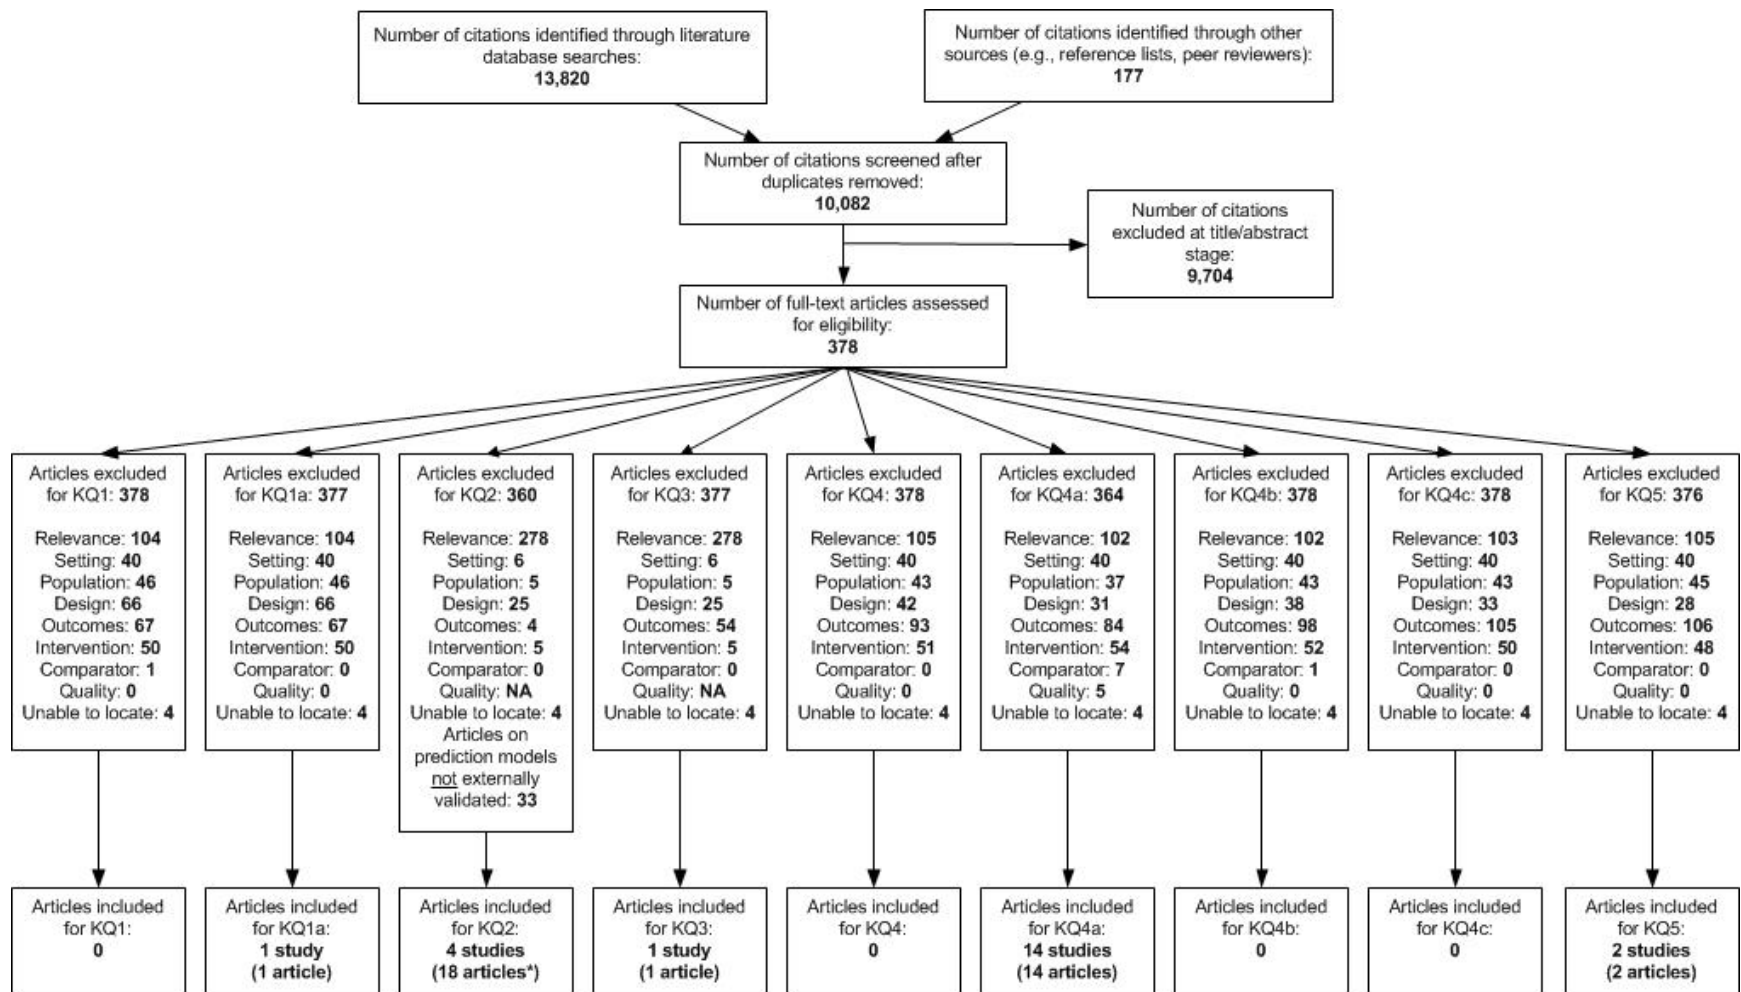 Number of citations identified through literature
database searches:
13,820
Number of citations identified through other
sources (e.g., reference lists, peer reviewers):
177
Number of citations screened after
duplicates removed:
10,082
Number of citations
excluded at title/abstract
stage:
9,704
Number of full-text articles assessed
for eligibility:
378
Articles excluded
for KQ1: 378
Relevance: 104
Setting: 40
Population: 46
Design: 66
Outcomes: 67
Intervention: 50
Comparator: 1
Quality: 0
Unable to locate: 4
Articles excluded
for KQ1a: 377
Relevance: 104
Setting: 40
Population: 46
Design: 66
Outcomes: 67
Intervention: 50
Comparator: 0
Quality: 0
Unable to locate: 4
Articles excluded
for KQ2: 360
Relevance: 278
Setting: 6
Population: 5
Design: 25
Outcomes: 4
Intervention: 5
Comparator: 0
Quality: NA
Unable to locate: 4
Articles on
prediction models
not externally
validated: 33
Articles excluded
for KQ3: 377
Relevance: 278
Setting: 6
Population: 5
Design: 25
Outcomes: 54
Intervention: 5
Comparator: 0
Quality: NA
Unable to locate: 4
Articles excluded
for KQ4: 378
Relevance: 105
Setting: 40
Population: 43
Design: 42
Outcomes: 93
Intervention: 51
Comparator: 0
Quality: 0
Unable to locate: 4
Articles excluded
for KQ4a: 364
Relevance: 102
Setting: 40
Population: 37
Design: 31
Outcomes: 84
Intervention: 54
Comparator: 7
Quality: 5
Unable to locate: 4
Articles excluded
for KQ4b: 378
Relevance: 102
Setting: 40
Population: 43
Design: 38
Outcomes: 98
Intervention: 52
Comparator: 1
Quality: 0
Unable to locate: 4
Articles excluded
for KQ4c: 378
Relevance: 103
Setting: 40
Population: 43
Design: 33
Outcomes: 105
Intervention: 50
Comparator: 0
Quality: 0
Unable to locate: 4
Articles excluded
for KQ5: 376
Relevance: 105
Setting: 40
Population: 45
Design: 28
Outcomes: 106
Intervention: 48
Comparator: 0
Quality: 0
Unable to locate: 4
Articles included
for KQ1:
0
Articles included
for KQ1a:
1 study
(1 article)
Articles included
for KQ2:
4 studies
(18 articles*)
Articles included
for KQ3:
1 study
(1 article)
Articles included
for KQ4:
0
Articles included
for KQ4a:
14 studies
(14 articles)
Articles included
for KQ4b:
0
Articles included
for KQ4c:
0
Articles included
for KQ5:
2 studies
(2 articles)